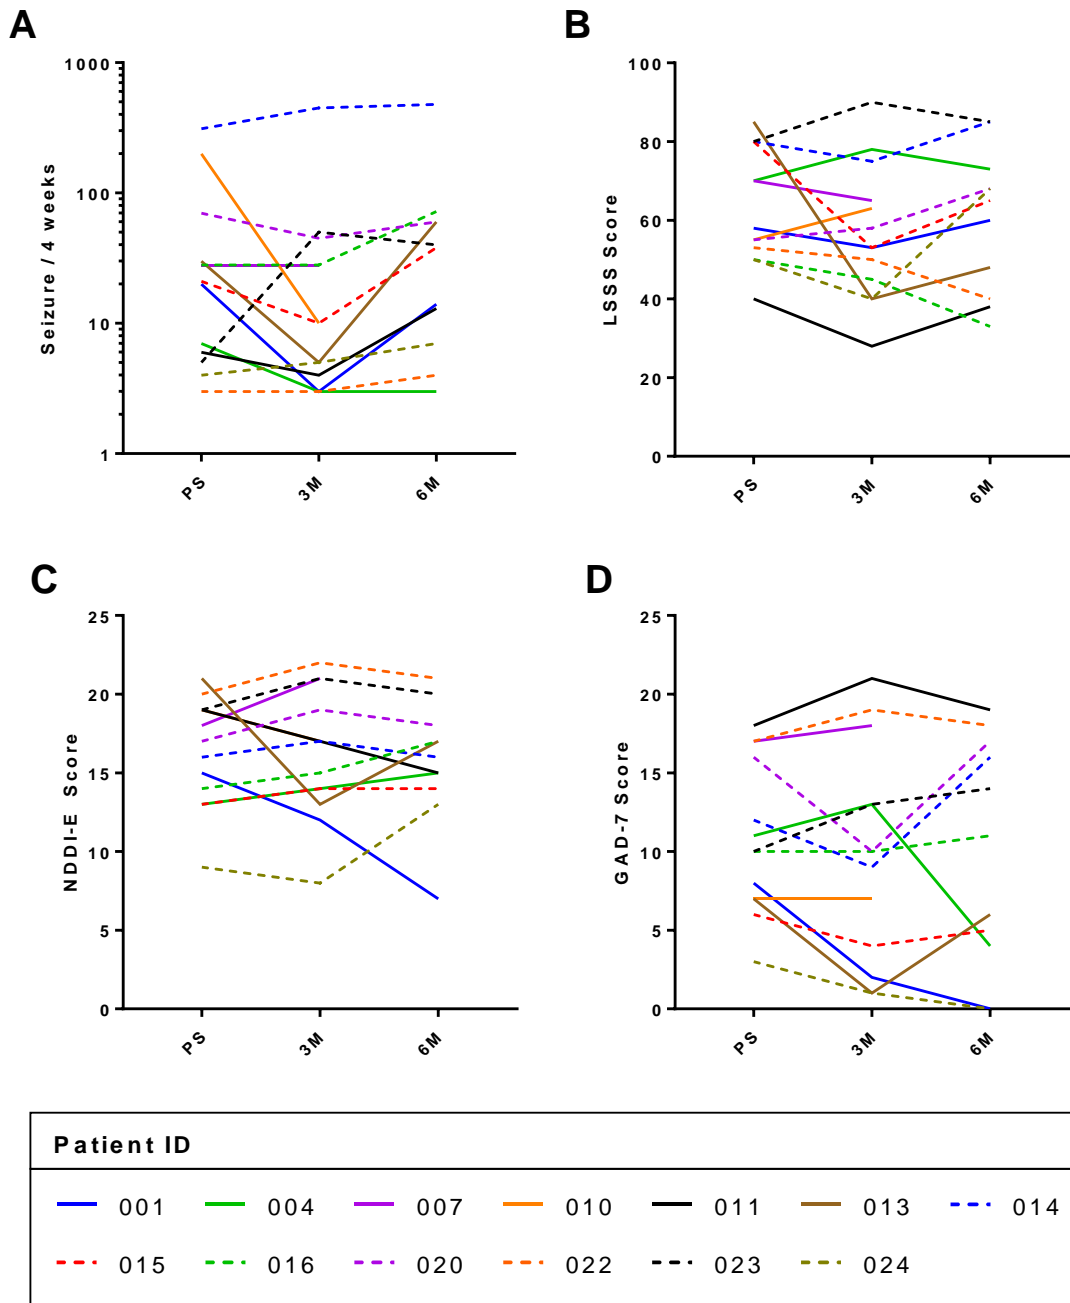 A
B
1000
100
10
1
Seizure / 4 weeks
PS
3M
6M
100
80
60
40
20
0
LSSS Score
PS
3M
6M
C
D
25
20
15
10
5
0
NDDI-E Score
PS
3M
6M
25
20
15
10
5
0
GAD-7 Score
PS
3M
6M
Patient ID
001 004 007 010 011 013 014
015 016 020 022 023 024